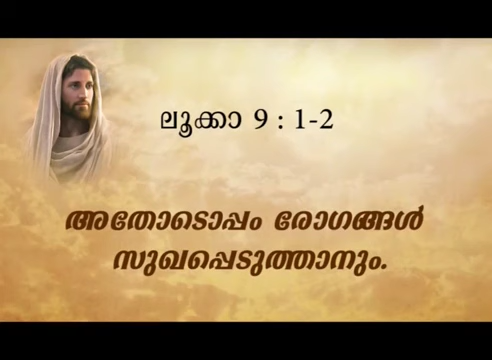 ലൂക്കാ 9 : 1-2
അതോടൊപ്പം രോഗങ്ങൾ
സുഖപ്പെടുത്താനും.